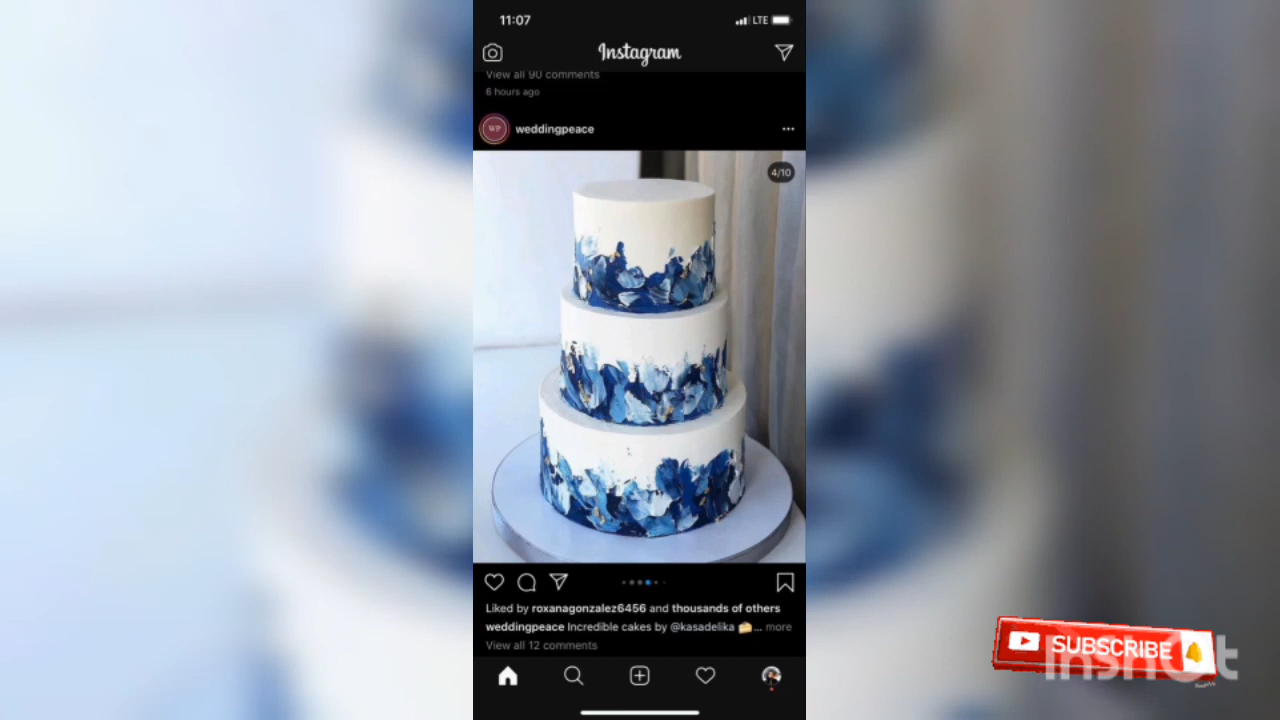 11:07
LTE
Instagram
View all 90 comments
6 hours ago
WP
weddingpeace
4/10
Liked by roxanagonzalez6456 and thousands of others
weddingpeace Incredible cakes by @kasadelika 🍰... more
View all 12 comments
SUBSCRIBE
InShOt